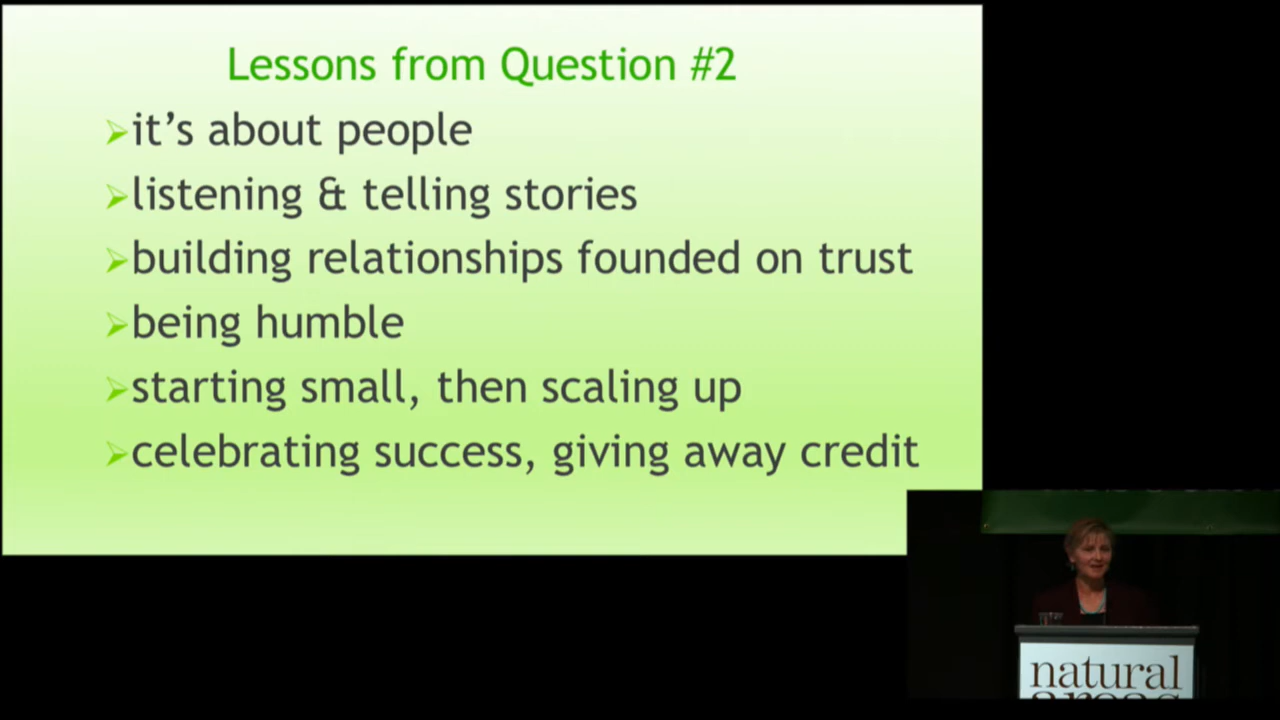 Lessons from Question #2
➢it’s about people
➢listening & telling stories
➢building relationships founded on trust
➢being humble
➢starting small, then scaling up
➢celebrating success, giving away credit
natural
areas